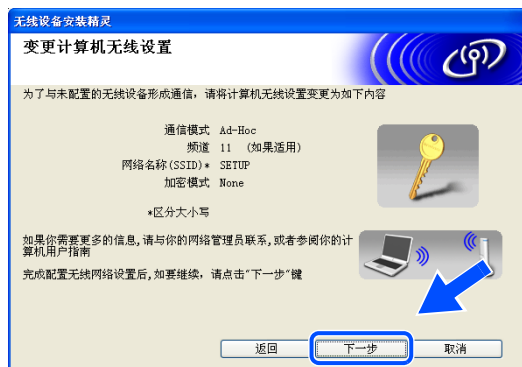 无线设备安装精灵
变更计算机无线设置
为了与未配置的无线设备形成通信，请将计算机无线设置变更为如下内容
通信模式 Ad-Hoc
频道 11 (如果适用)
网络名称(SSID)* SETUP
加密模式 None
*区分大小写
如果你需要更多的信息,请与你的网络管理员联系,或者参阅你的计
算机用户指南
完成配置无线网络设置后,如要继续，请点击"下一步"键
返回 下一步 取消